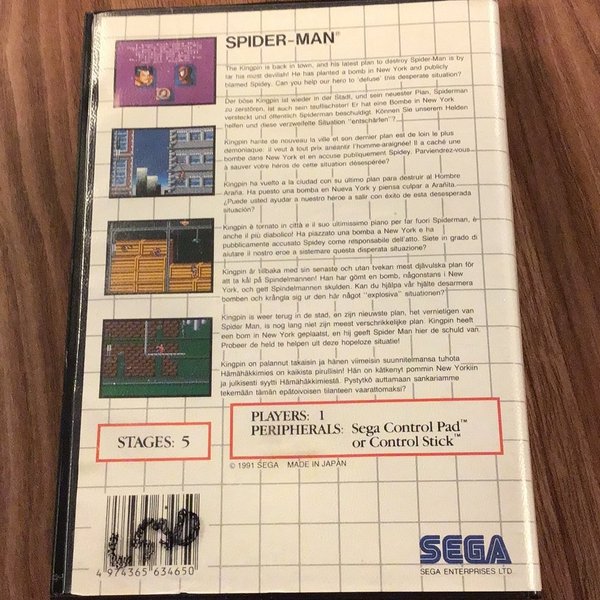 SPIDER-MAN®
The Kingpin is back in town, and his latest plan to destroy Spider-Man is by
far his most devilish! He has planted a bomb in New York and publicly
blamed Spidey. Can you help our hero to 'defuse' this desperate situation?
Der böse Kingpin ist wieder in der Stadt, und sein neuester Plan, Spiderman
zu zerstören, ist auch sein teuflischster! Er hat eine Bombe in New York
versteckt und öffentlich Spiderman beschuldigt. Können Sie unserem Helden
helfen und diese verzweifelte Situation "entschärfen"?
Kingpin hante de nouveau la ville et son dernier plan est de loin le plus
démoniaque: il veut à tout prix anéantir l'homme-araignée! Il a caché une
bombe dans New York et en accuse publiquement Spidey. Parviendrez-vous
à sauver votre héros de cette situation désespérée?
Kingpin ha vuelto a la ciudad con su último plan para destruir al Hombre
Araña. Ha puesto una bomba en Nueva York y piensa culpar a Arañita.
¿Puede usted ayudar a nuestro héroe a salir con éxito de esta desesperada
situación?
Kingpin è tornato in città e il suo ultimissimo piano per far fuori Spiderman, è
anche il più diabolico! Ha piazzato una bomba a New York e ha
pubblicamente accusato Spidey come responsabile dell'atto. Siete in grado di
aiutare il nostro eroe a sistemare questa disperata situazione?
Kingpin är tillbaka med sin senaste och utan tvekan mest djävulska plan för
att ta kål på Spindelmannen! Han har gömt en bomb, någonstans i New
York, och gett Spindelmannen skulden. Kan du hjälpa vår hjälte desarmera
bomben och krångla sig ur den här något "explosiva" situationen?
Kingpin is weer terug in de stad, en zijn nieuwste plan, het vernietigen van
Spider Man, is nog lang niet zijn meest verschrikkelijke plan. Kingpin heeft
een bom in New York geplaatst, en hij geeft Spider Man hier de schuld van.
Probeer de held te helpen uit deze hopeloze situatie!
Kingpin on palannut takaisin ja hänen viimeisin suunnitelmansa tuhota
Hämähäkkimies on kaikista pirullisin! Hän on kätkenyt pommin New Yorkiin
ja julkisesti syytti Hämähäkkimiestä. Pystytkö auttamaan sankariamme
tekemään tämän epätoivoisen tilanteen vaarattomaksi?
STAGES: 5
PLAYERS: 1
PERIPHERALS: Sega Control Pad™
or Control Stick™
© 1991 SEGA MADE IN JAPAN
4 974365 634650
SEGA
SEGA ENTERPRISES LTD.